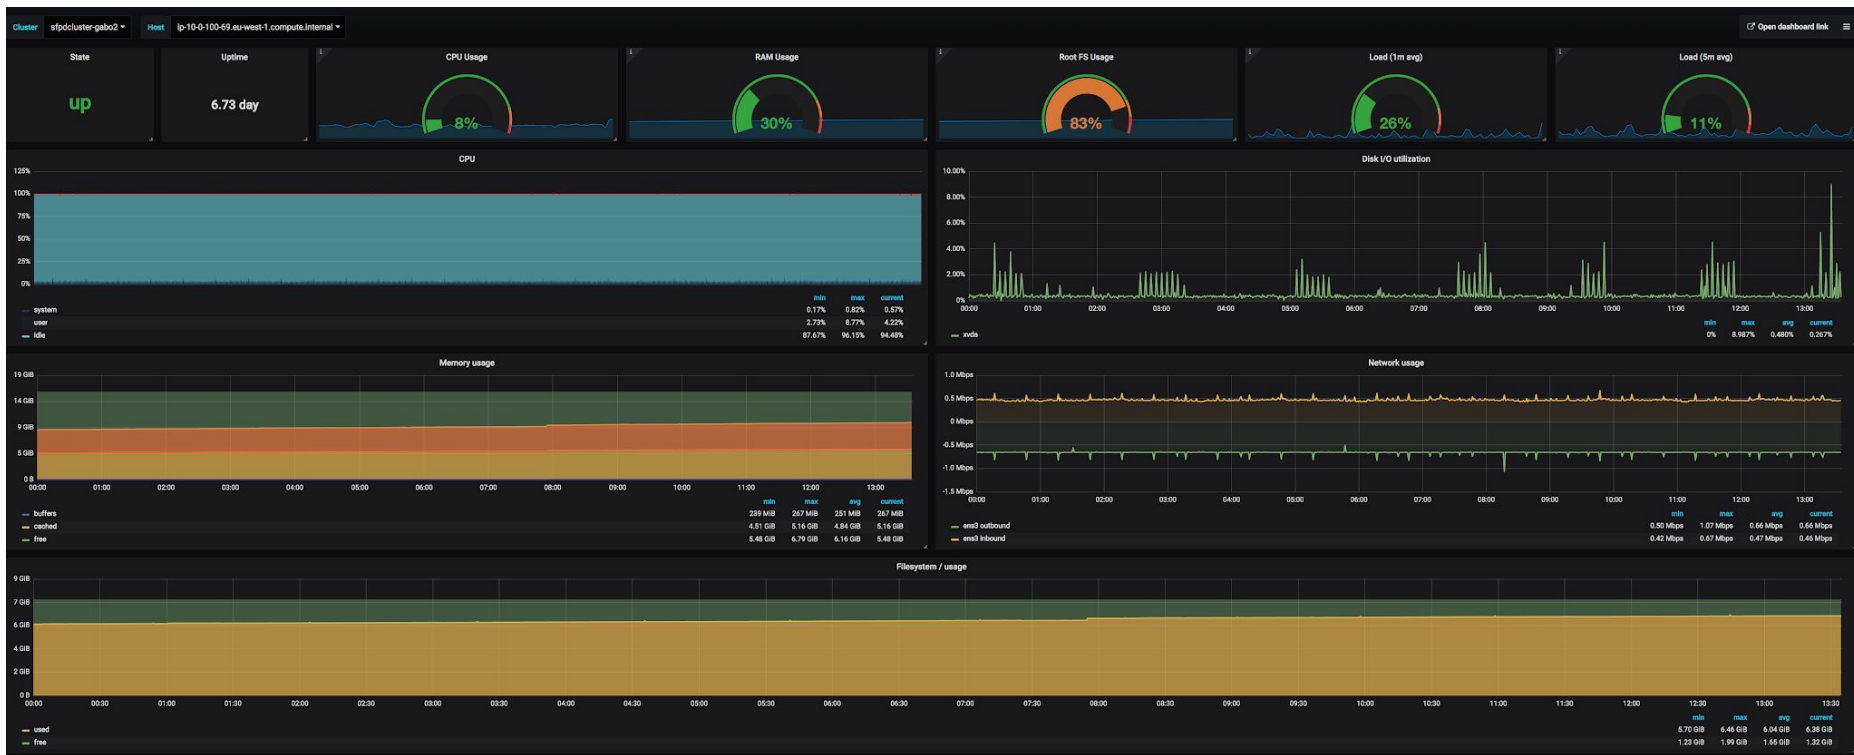 Cluster sfpdcluster-gabo2 Host ip-10-0-100-69.eu-west-1.compute.internal Open dashboard link
State Uptime CPU Usage RAM Usage Root FS Usage Load (1m avg) Load (5m avg)
up 6.73 day 8% 30% 83% 26% 11%
CPU
125%
100%
75%
50%
25%
0%
min max current
system 0.17% 0.82% 0.57%
user 2.73% 8.77% 4.22%
idle 87.67% 96.15% 94.48%
Disk I/O utilization
10.00%
8.00%
6.00%
4.00%
2.00%
0%
00:00 01:00 02:00 03:00 04:00 05:00 06:00 07:00 08:00 09:00 10:00 11:00 12:00 13:00
min max avg current
xvda 0% 8.987% 0.480% 0.267%
Memory usage
19 GiB
14 GiB
9 GiB
5 GiB
0 B
00:00 01:00 02:00 03:00 04:00 05:00 06:00 07:00 08:00 09:00 10:00 11:00 12:00 13:00
min max avg current
buffers 239 MiB 267 MiB 251 MiB 267 MiB
cached 4.51 GiB 5.16 GiB 4.84 GiB 5.16 GiB
free 5.48 GiB 6.79 GiB 6.16 GiB 5.48 GiB
Network usage
1.0 Mbps
0.5 Mbps
0 Mbps
-0.5 Mbps
-1.0 Mbps
-1.5 Mbps
00:00 01:00 02:00 03:00 04:00 05:00 06:00 07:00 08:00 09:00 10:00 11:00 12:00 13:00
min max avg current
ens3 outbound 0.50 Mbps 1.07 Mbps 0.66 Mbps 0.66 Mbps
ens3 inbound 0.42 Mbps 0.67 Mbps 0.47 Mbps 0.46 Mbps
Filesystem / usage
9 GiB
7 GiB
6 GiB
4 GiB
2 GiB
0 B
00:00 00:30 01:00 01:30 02:00 02:30 03:00 03:30 04:00 04:30 05:00 05:30 06:00 06:30 07:00 07:30 08:00 08:30 09:00 09:30 10:00 10:30 11:00 11:30 12:00 12:30 13:00 13:30
min max avg current
used 5.70 GiB 6.46 GiB 6.04 GiB 6.38 GiB
free 1.23 GiB 1.99 GiB 1.65 GiB 1.32 GiB